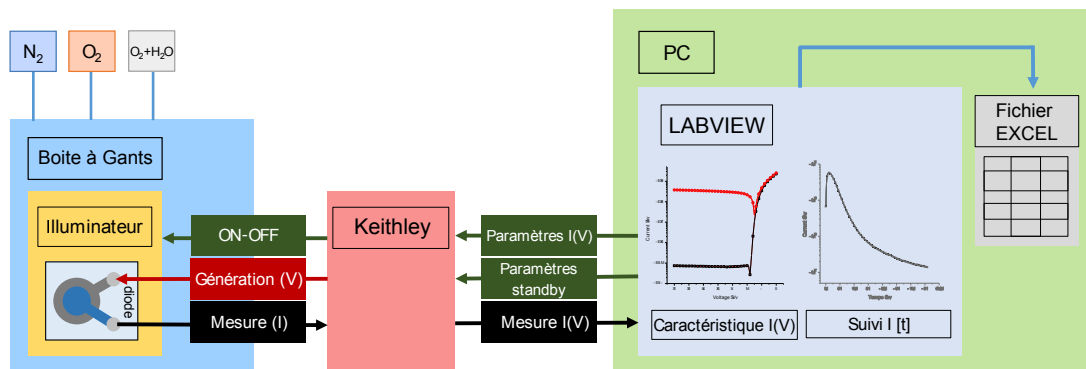 N2
O2
O2+H2O
Boite à Gants
Illuminateur
diode
ON-OFF
Génération (V)
Mesure (I)
Keithley
Paramètres I(V)
Paramètres
standby
Mesure I(V)
PC
LABVIEW
Caractéristique I(V)
Suivi I [t]
Fichier
EXCEL